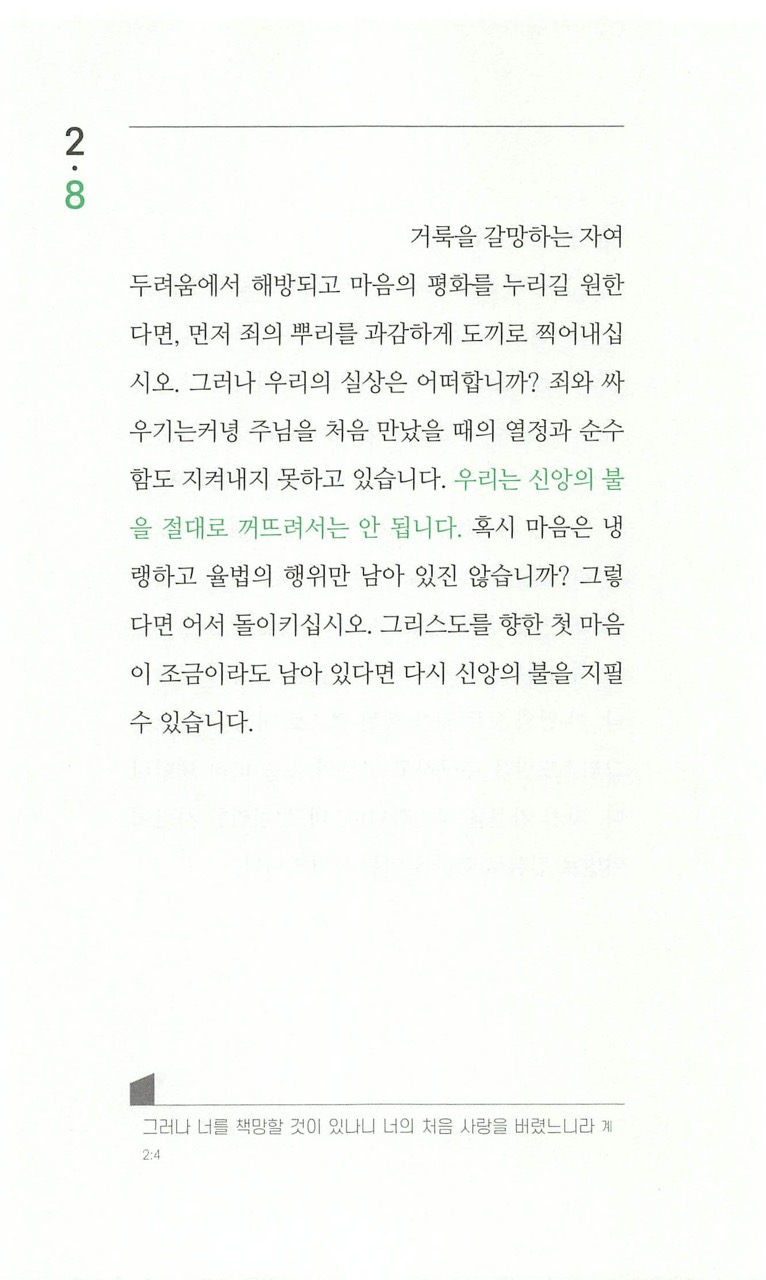 2
·
8
거룩을 갈망하는 자여
두려움에서 해방되고 마음의 평화를 누리길 원한
다면, 먼저 죄의 뿌리를 과감하게 도끼로 찍어내십
시오. 그러나 우리의 실상은 어떠합니까? 죄와 싸
우기는커녕 주님을 처음 만났을 때의 열정과 순수
함도 지켜내지 못하고 있습니다. 우리는 신앙의 불
을 절대로 꺼뜨려서는 안 됩니다. 혹시 마음은 냉
랭하고 율법의 행위만 남아 있진 않습니까? 그렇
다면 어서 돌이키십시오. 그리스도를 향한 첫 마음
이 조금이라도 남아 있다면 다시 신앙의 불을 지필
수 있습니다.
그러나 너를 책망할 것이 있나니 너의 처음 사랑을 버렸느니라 계
2:4